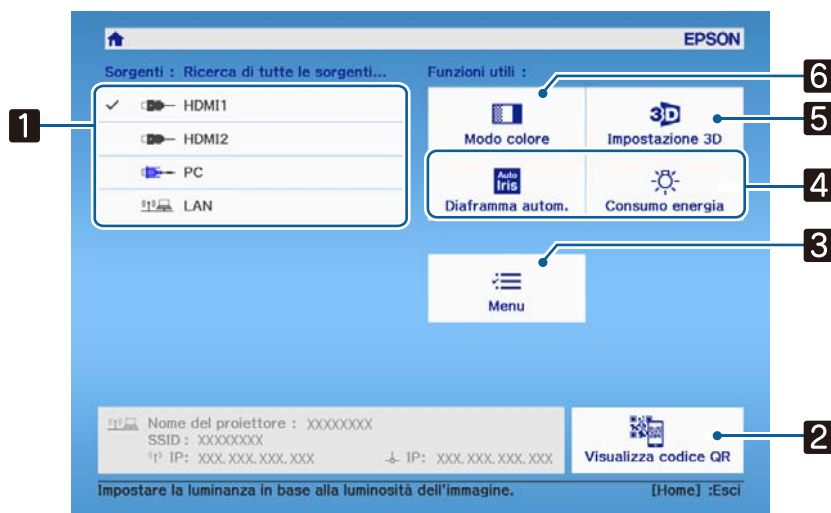 EPSON
Sorgenti : Ricerca di tutte le sorgenti...
HDMI1
HDMI2
PC
LAN
Funzioni utili :
Modo colore
3D
Impostazione 3D
Auto
Iris
Diaframma autom.
Consumo energia
Menu
Nome del proiettore : XXXXXXXX
SSID : XXXXXXXX
IP: XXX. XXX. XXX. XXX
IP: XXX. XXX. XXX. XXX
Visualizza codice QR
Impostare la luminanza in base alla luminosità dell'immagine.
[Home] :Esci
1
6
5
4
3
2